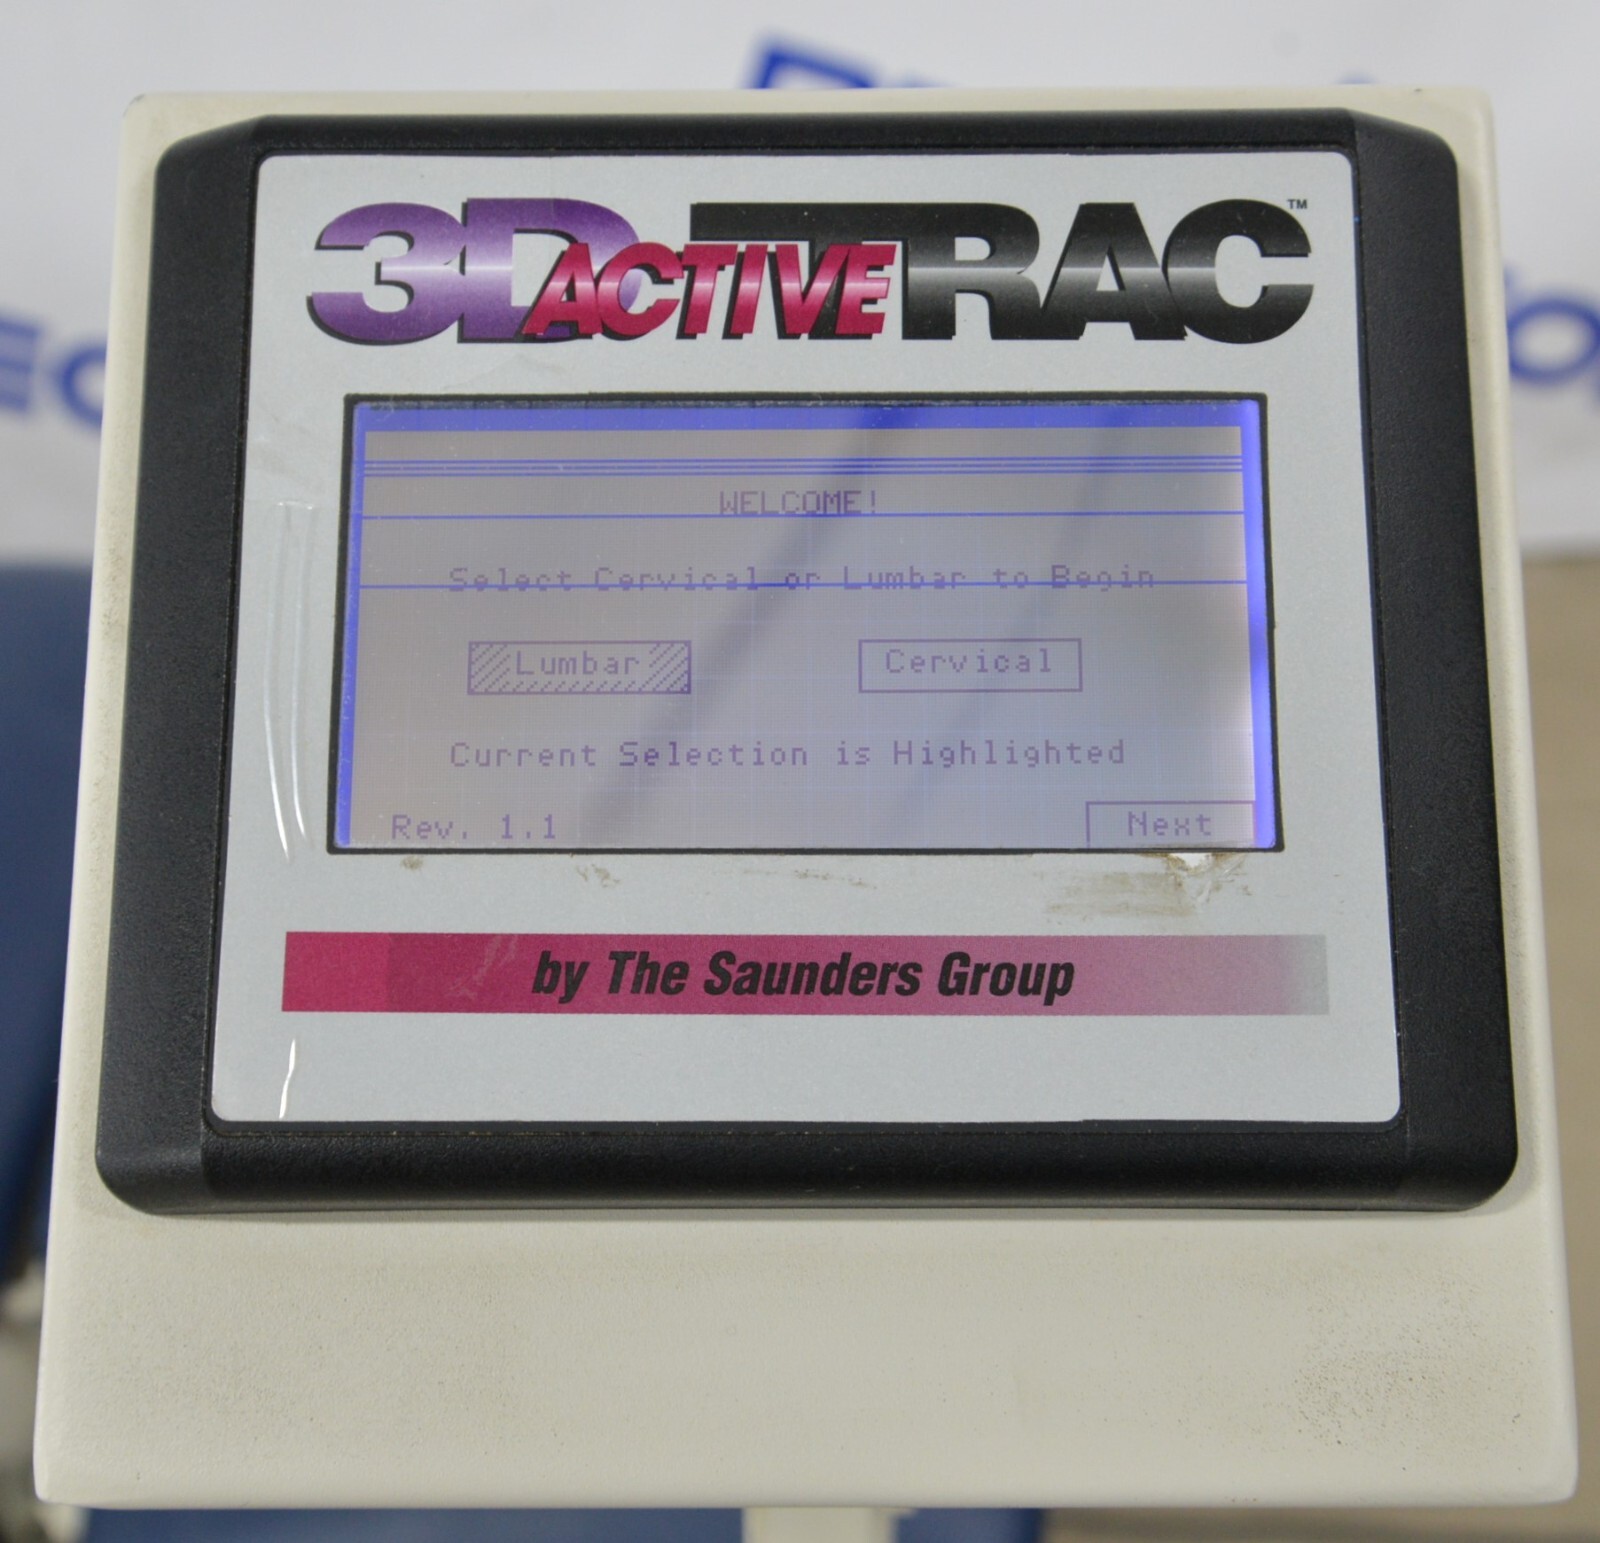 3D ACTIVE TRAC™
WELCOME!
Select Cervical or Lumbar to Begin
Lumbar Cervical
Current Selection is Highlighted
Rev. 1.1 Next
by The Saunders Group